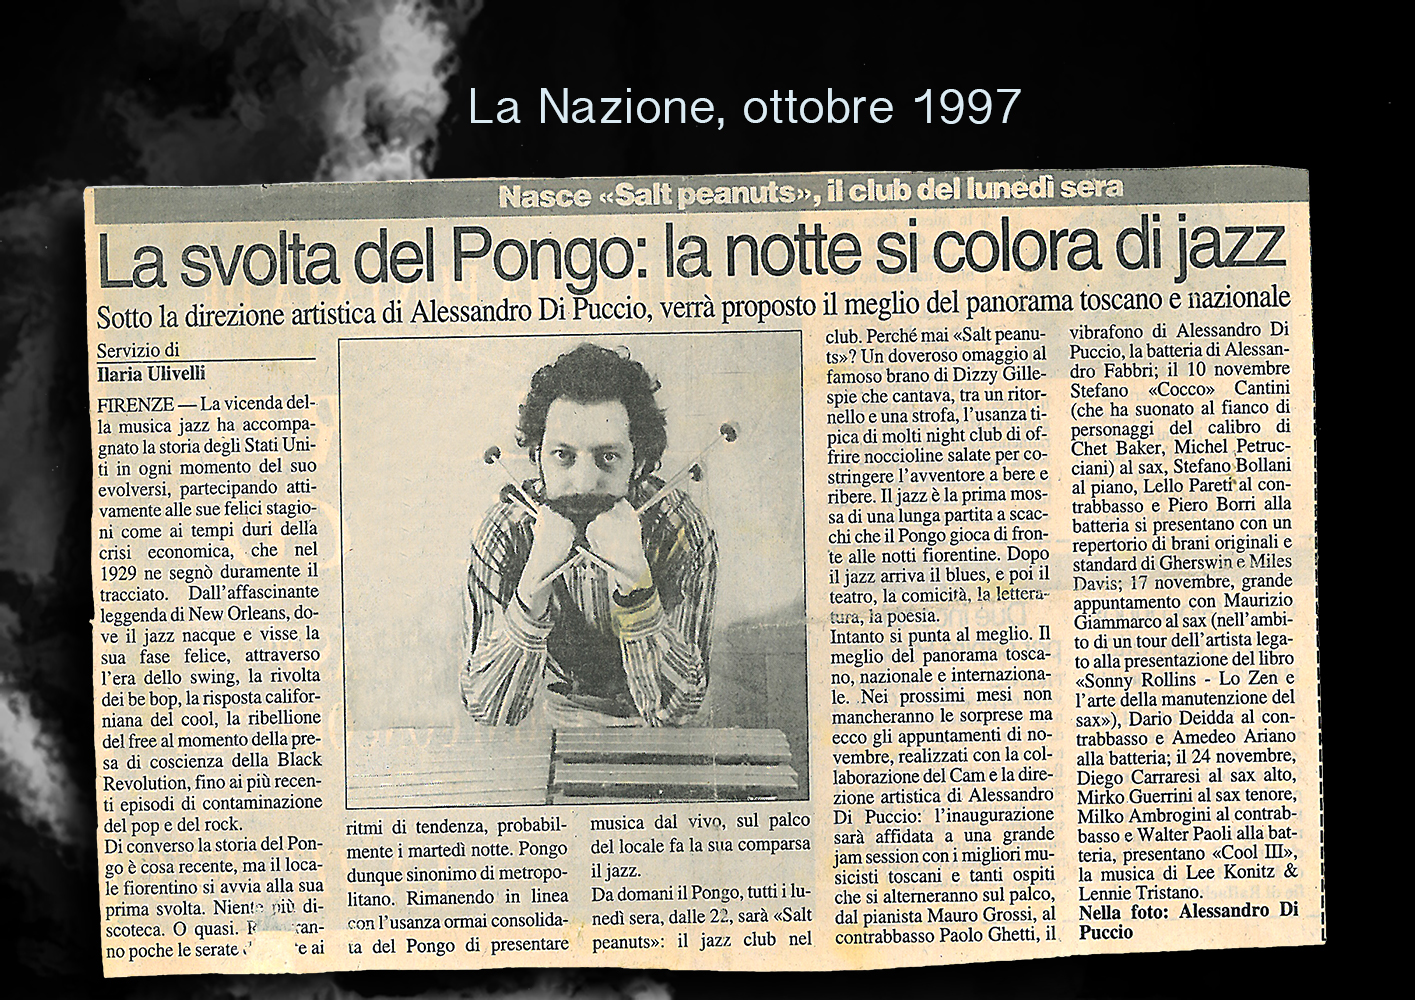 La Nazione, ottobre 1997
Nasce «Salt peanuts», il club del lunedì sera
La svolta del Pongo: la notte si colora di jazz
Sotto la direzione artistica di Alessandro Di Puccio, verrà proposto il meglio del panorama toscano e nazionale
Servizio di
Ilaria Ulivelli
FIRENZE — La vicenda del-
la musica jazz ha accompa-
gnato la storia degli Stati Uni-
ti in ogni momento del suo
evolversi, partecipando atti-
vamente alle sue felici stagio-
ni come ai tempi duri della
crisi economica, che nel
1929 ne segnò duramente il
tracciato. Dall'affascinante
leggenda di New Orleans, do-
ve il jazz nacque e visse la
sua fase felice, attraverso
l'era dello swing, la rivolta
dei be bop, la risposta califor-
niana del cool, la ribellione
del free al momento della pre-
sa di coscienza della Black
Revolution, fino ai più recen-
ti episodi di contaminazione
del pop e del rock.
Di converso la storia del Pon-
go è cosa recente, ma il loca-
le fiorentino si avvia alla sua
prima svolta. Niente più di-
scoteca. O quasi. ran-
no poche le serate e ai
ritmi di tendenza, probabil-
mente i martedì notte. Pongo
dunque sinonimo di metropo-
litano. Rimanendo in linea
con l'usanza ormai consolida-
ta del Pongo di presentare
musica dal vivo, sul palco
del locale fa la sua comparsa
il jazz.
Da domani il Pongo, tutti i lu-
nedì sera, dalle 22, sarà «Salt
peanuts»: il jazz club nel
club. Perché mai «Salt peanu-
ts»? Un doveroso omaggio al
famoso brano di Dizzy Gille-
spie che cantava, tra un ritor-
nello e una strofa, l'usanza ti-
pica di molti night club di of-
frire noccioline salate per co-
stringere l'avventore a bere e
ribere. Il jazz è la prima mos-
sa di una lunga partita a scac-
chi che il Pongo gioca di fron-
te alle notti fiorentine. Dopo
il jazz arriva il blues, e poi il
teatro, la comicità, la lettera-
tura, la poesia.
Intanto si punta al meglio. Il
meglio del panorama tosca-
no, nazionale e internaziona-
le. Nei prossimi mesi non
mancheranno le sorprese ma
ecco gli appuntamenti di no-
vembre, realizzati con la col-
laborazione del Cam e la dire-
zione artistica di Alessandro
Di Puccio: l'inaugurazione
sarà affidata a una grande
jam session con i migliori mu-
sicisti toscani e tanti ospiti
che si alterneranno sul palco,
dal pianista Mauro Grossi, al
contrabbasso Paolo Ghetti, il
vibrafono di Alessandro Di
Puccio, la batteria di Alessan-
dro Fabbri; il 10 novembre
Stefano «Cocco» Cantini
(che ha suonato al fianco di
personaggi del calibro di
Chet Baker, Michel Petruc-
ciani) al sax, Stefano Bollani
al piano, Lello Pareti al con-
trabbasso e Piero Borri alla
batteria si presentano con un
repertorio di brani originali e
standard di Gherswin e Miles
Davis; 17 novembre, grande
appuntamento con Maurizio
Giammarco al sax (nell'ambi-
to di un tour dell'artista lega-
to alla presentazione del libro
«Sonny Rollins - Lo Zen e
l'arte della manutenzione del
sax»), Dario Deidda al con-
trabbasso e Amedeo Ariano
alla batteria; il 24 novembre,
Diego Carraresi al sax alto,
Mirko Guerrini al sax tenore,
Milko Ambrogini al contrab-
basso e Walter Paoli alla bat-
teria, presentano «Cool III»,
la musica di Lee Konitz &
Lennie Tristano.
Nella foto: Alessandro Di
Puccio